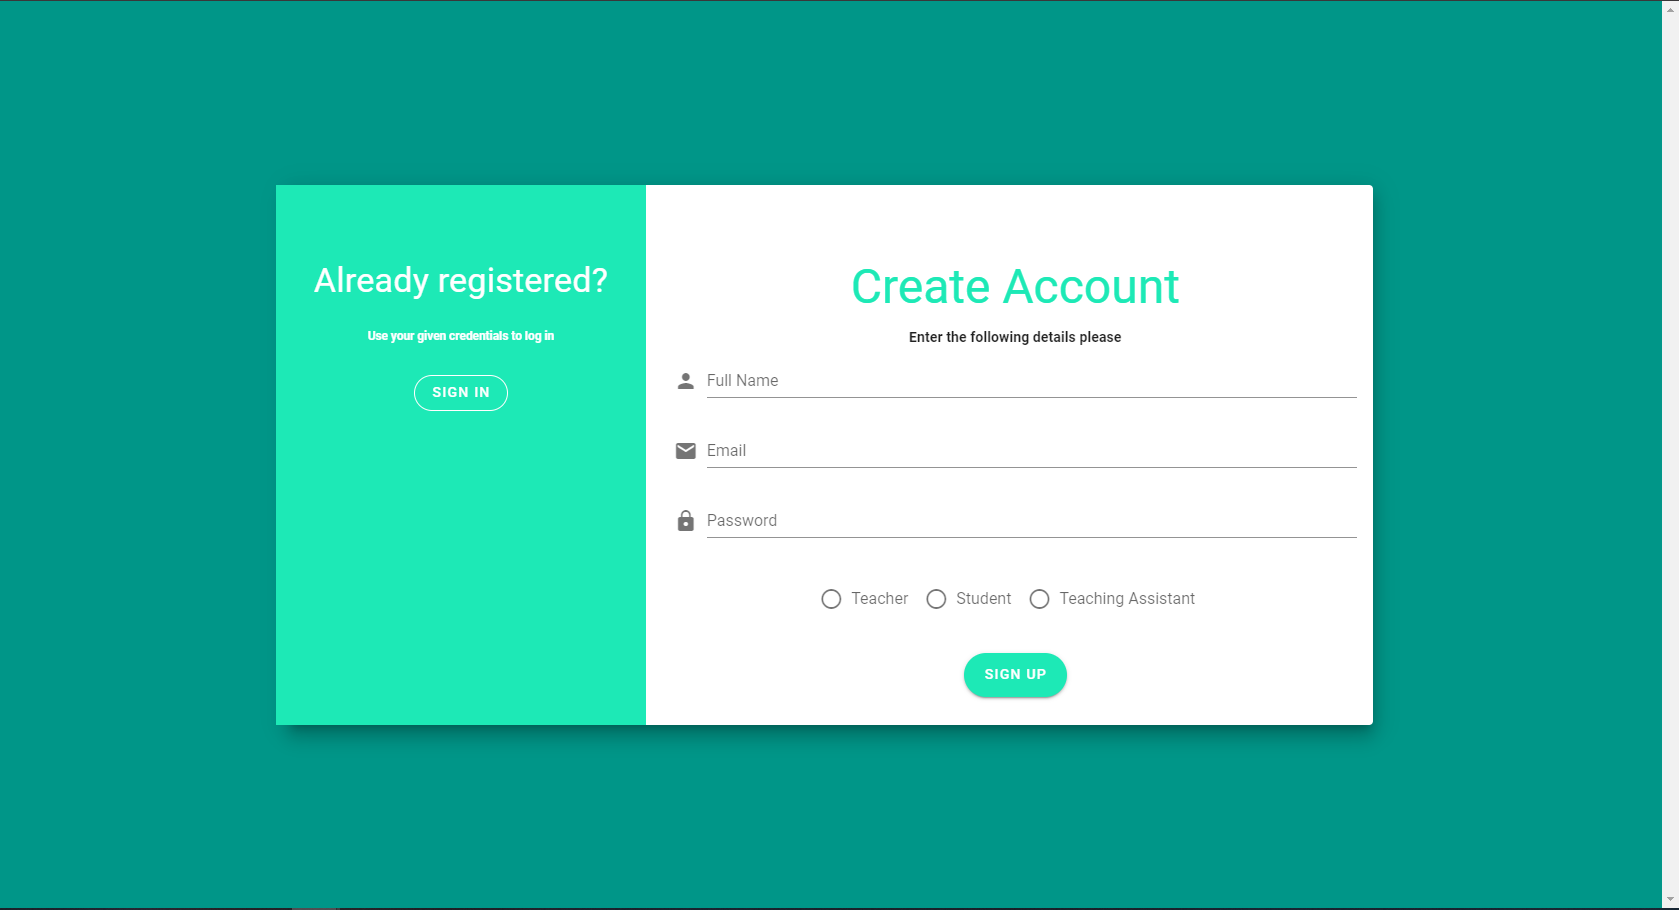 Already registered?
Use your given credentials to log in
SIGN IN
Create Account
Enter the following details please
Full Name
Email
Password
Teacher Student Teaching Assistant
SIGN UP